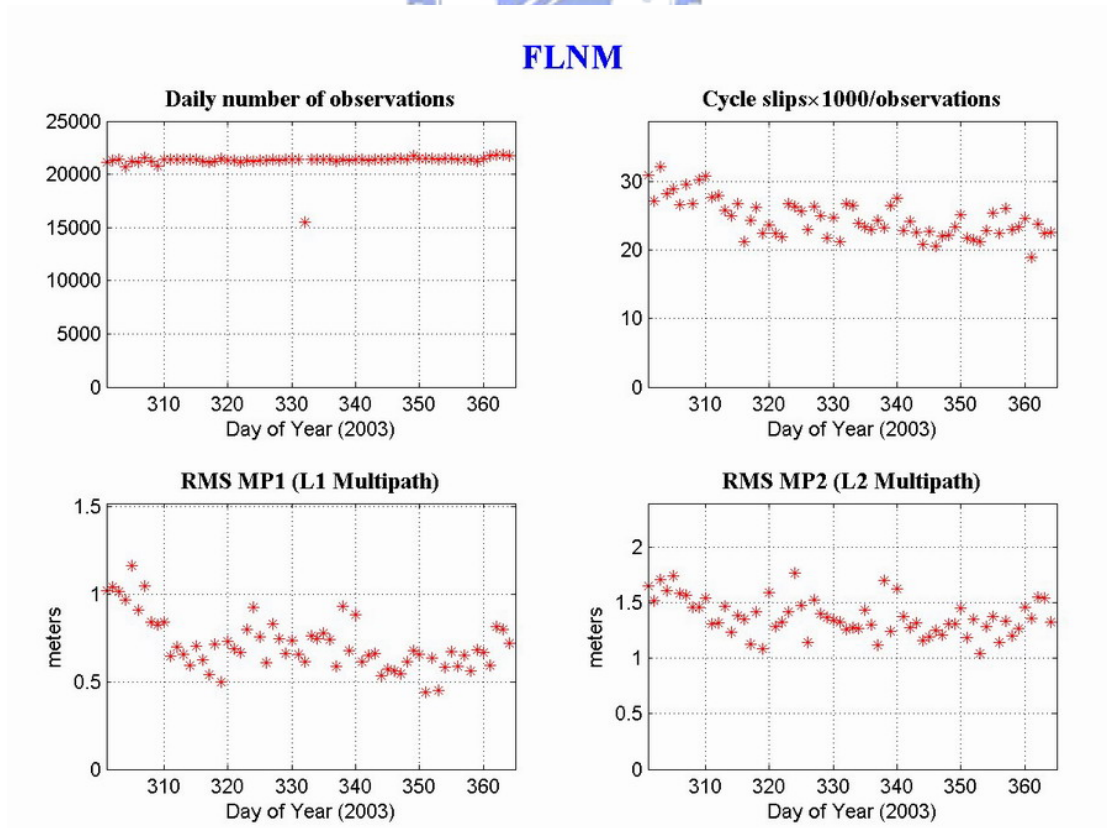 FLNM
Daily number of observations
25000
20000
15000
10000
5000
0
310 320 330 340 350 360
Day of Year (2003)
Cycle slips×1000/observations
30
20
10
0
310 320 330 340 350 360
Day of Year (2003)
RMS MP1 (L1 Multipath)
meters
1.5
1
0.5
0
310 320 330 340 350 360
Day of Year (2003)
RMS MP2 (L2 Multipath)
meters
2
1.5
1
0.5
0
310 320 330 340 350 360
Day of Year (2003)